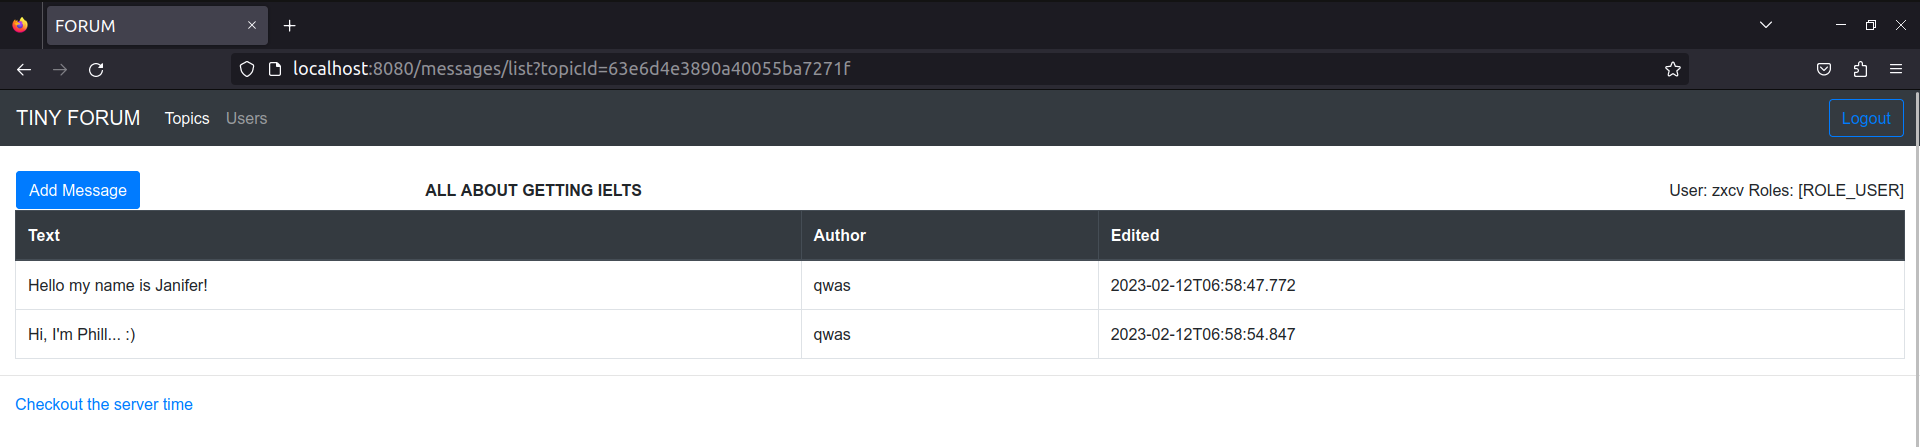 FORUM
localhost:8080/messages/list?topicId=63e6d4e3890a40055ba7271f
TINY FORUM Topics Users Logout
Add Message ALL ABOUT GETTING IELTS User: zxcv Roles: [ROLE_USER]
Text Author Edited
Hello my name is Janifer! qwas 2023-02-12T06:58:47.772
Hi, I'm Phill... :) qwas 2023-02-12T06:58:54.847
Checkout the server time